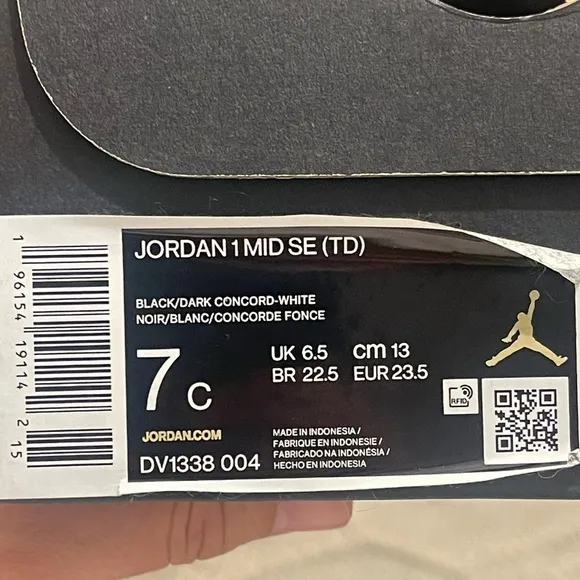 JORDAN 1 MID SE (TD)
BLACK/DARK CONCORD-WHITE
NOIR/BLANC/CONCORDE FONCE
7 C
UK 6.5 cm 13
BR 22.5 EUR 23.5
RFID
JORDAN.COM
DV1338 004
MADE IN INDONESIA /
FABRIQUE EN INDONESIE /
FABRICADO NA INDONÉSIA /
HECHO EN INDONESIA
1 96154 19114 2 15